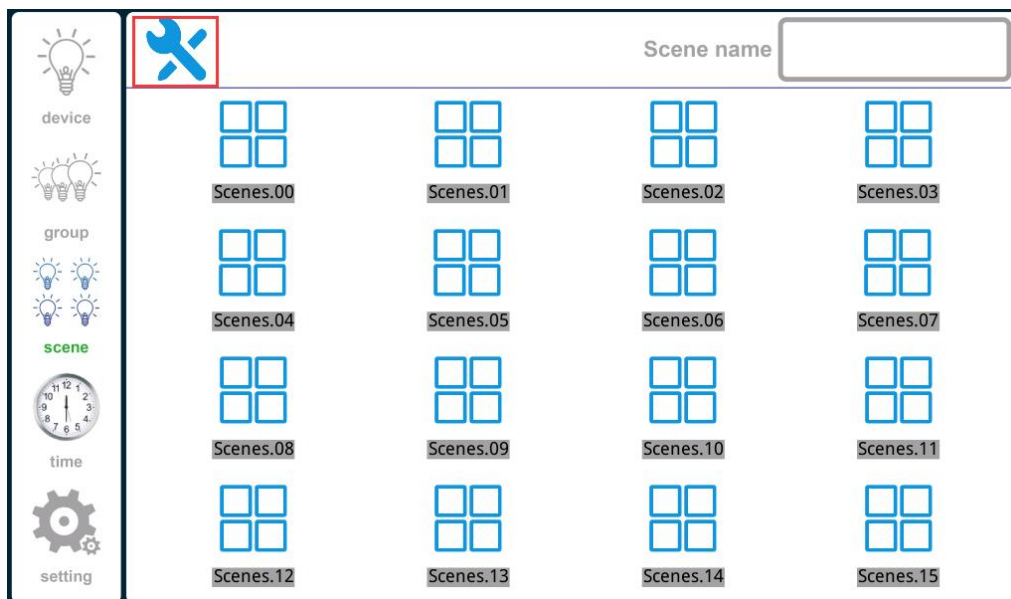 device
group
scene
time
setting
Scene name
Scenes.00 Scenes.01 Scenes.02 Scenes.03
Scenes.04 Scenes.05 Scenes.06 Scenes.07
Scenes.08 Scenes.09 Scenes.10 Scenes.11
Scenes.12 Scenes.13 Scenes.14 Scenes.15